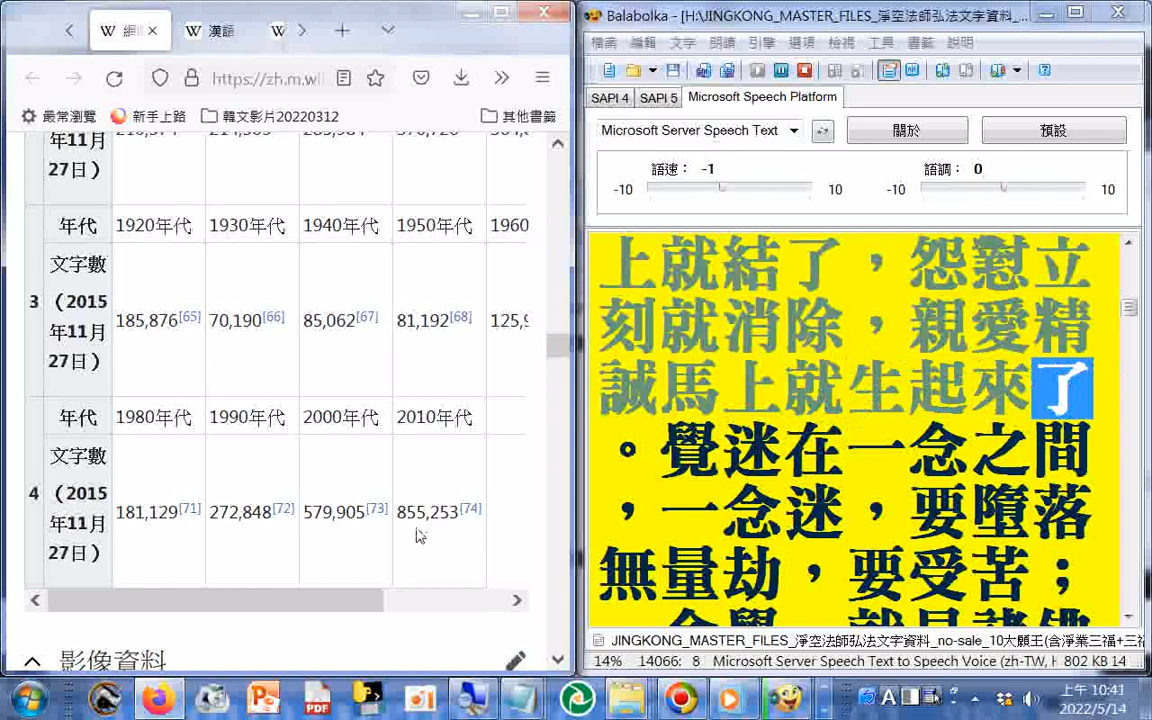 漢語
https://zh.m.wi
最常瀏覽
新手上路
韓文影片20220312
其他書籤
年11月
27日）
年代 1920年代 1930年代 1940年代 1950年代 1960
3 文字數（2015年11月27日） 185,876[65] 70,190[66] 85,062[67] 81,192[68] 125,9
年代 1980年代 1990年代 2000年代 2010年代
4 文字數（2015年11月27日） 181,129[71] 272,848[72] 579,905[73] 855,253[74]
影像資料
Balabolka - [H:\JINGKONG_MASTER_FILES_淨空法師弘法文字資料_...
檔案 編輯 文字 朗讀 引擎 選項 檢視 工具 書籤 說明
SAPI 4 SAPI 5 Microsoft Speech Platform
Microsoft Server Speech Text
關於
預設
語速： -1
語調： 0
-10 10 -10 10
上就結了，怨懟立
刻就消除，親愛精
誠馬上就生起來了
。覺迷在一念之間
，一念迷，要墮落
無量劫，要受苦；
JINGKONG_MASTER_FILES_淨空法師弘法文字資料_no-sale_10大願王(含淨業三福+三
14% 14066: 8 Microsoft Server Speech Text to Speech Voice (zh-TW, H 802 KB 14
上午 10:41
2022/5/14